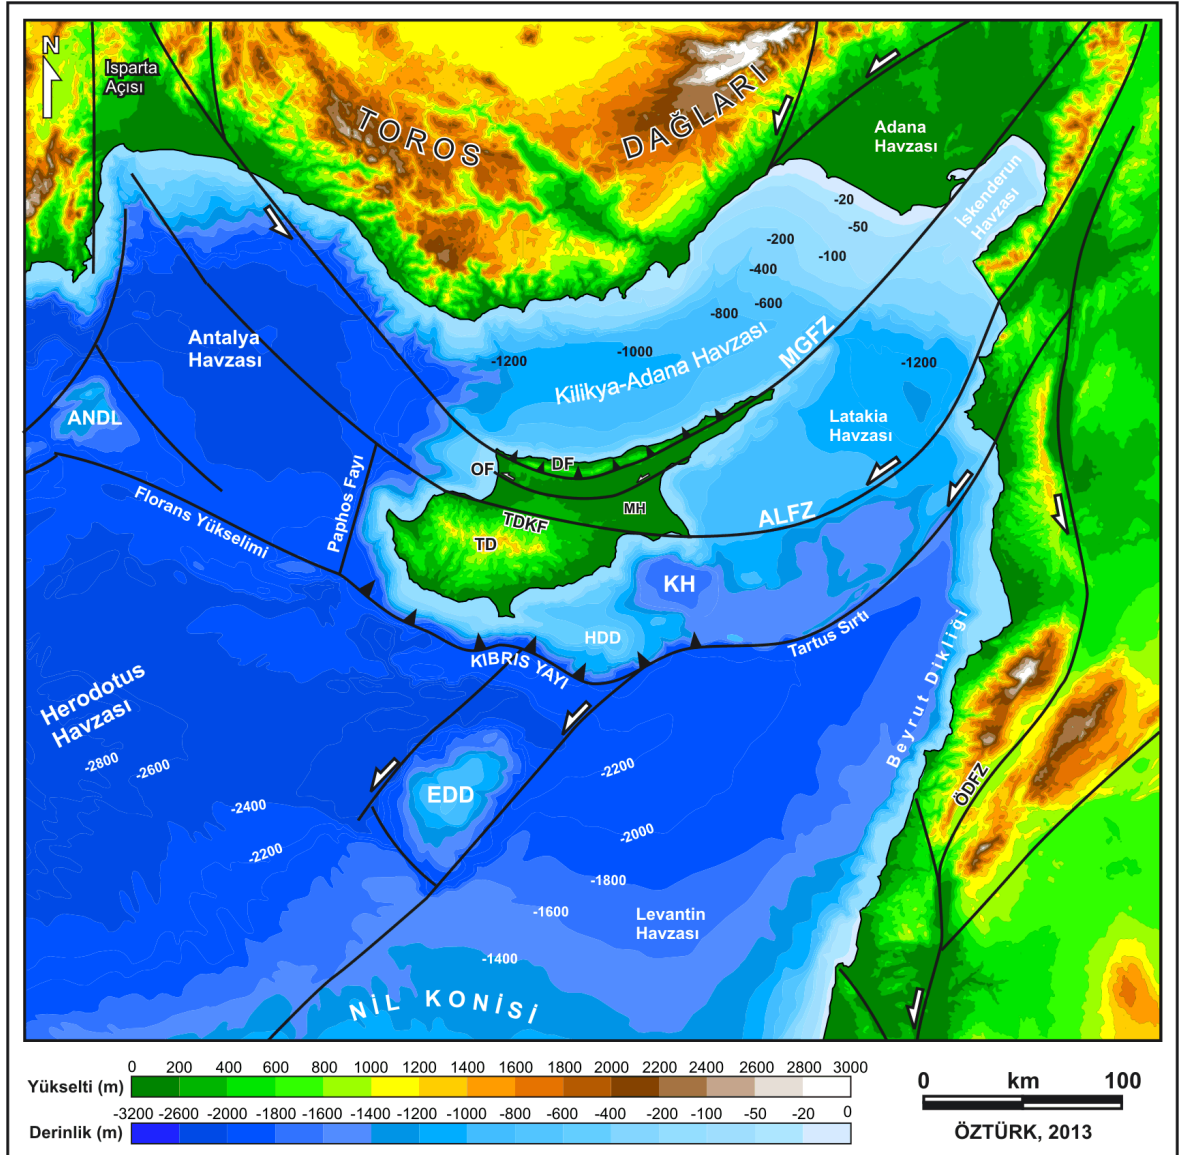 N
Isparta
Açısı
TOROS
DAĞLARI
Adana
Havzası
İskenderun
Havzası
-20
-50
-100
-200
-400
-600
-800
-1000
-1200
-1200
Kilikya-Adana Havzası
MGFZ
Antalya
Havzası
ANDL
Latakia
Havzası
OF
DF
MH
TDKF
TD
ALFZ
Paphos Fayı
Florans Yükselimi
KH
HDD
KIBRIS YAYI
Tartus Sırtı
Beyrut Dikliği
Herodotus
Havzası
-2800
-2600
-2400
-2200
EDD
-2200
-2000
-1800
-1600
-1400
ÖDFZ
Levantin
Havzası
NİL KONİSİ
0 200 400 600 800 1000 1200 1400 1600 1800 2000 2200 2400 2600 2800 3000
Yükselti (m)
-3200 -2600 -2000 -1800 -1600 -1400 -1200 -1000 -800 -600 -400 -200 -100 -50 -20 0
Derinlik (m)
0 km 100
ÖZTÜRK, 2013